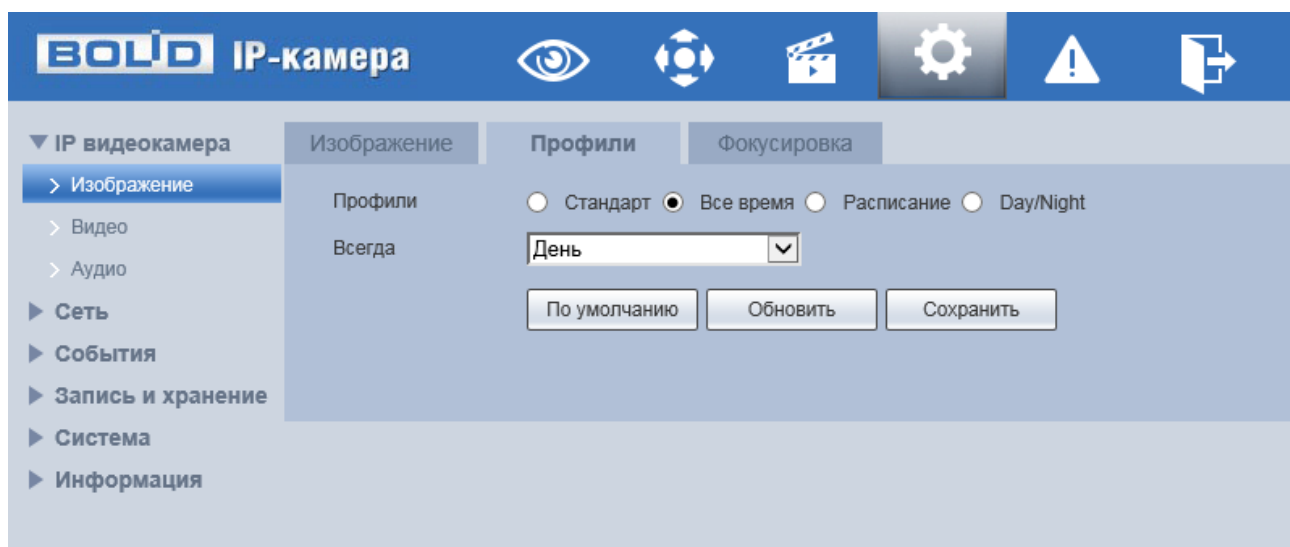 BOLID IP-камера
IP видеокамера
Изображение
Видео
Аудио
Сеть
События
Запись и хранение
Система
Информация
Изображение Профили Фокусировка
Профили Стандарт Все время Расписание Day/Night
Всегда День
По умолчанию Обновить Сохранить